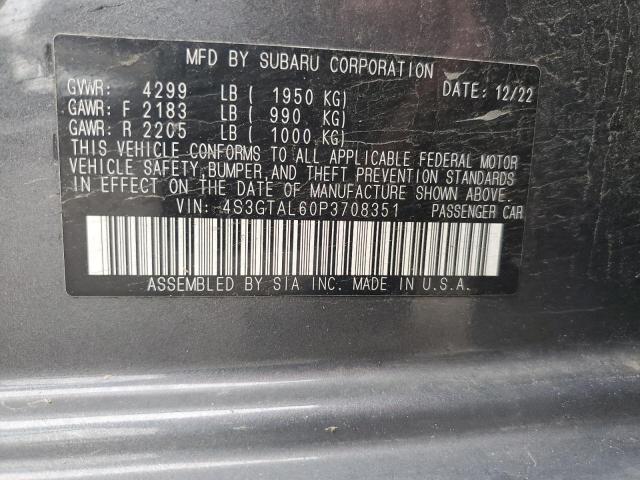 MFD BY SUBARU CORPORATION
GVWR: 4299 LB ( 1950 KG) DATE: 12/22
GAWR: F 2183 LB ( 990 KG)
GAWR: R 2205 LB ( 1000 KG)
THIS VEHICLE CONFORMS TO ALL APPLICABLE FEDERAL MOTOR
VEHICLE SAFETY, BUMPER, AND THEFT PREVENTION STANDARDS
IN EFFECT ON THE DATE OF MANUFACTURE SHOWN ABOVE.
VIN: 4S3GTAL60P3708351 PASSENGER CAR
ASSEMBLED BY SIA INC. MADE IN U.S.A.